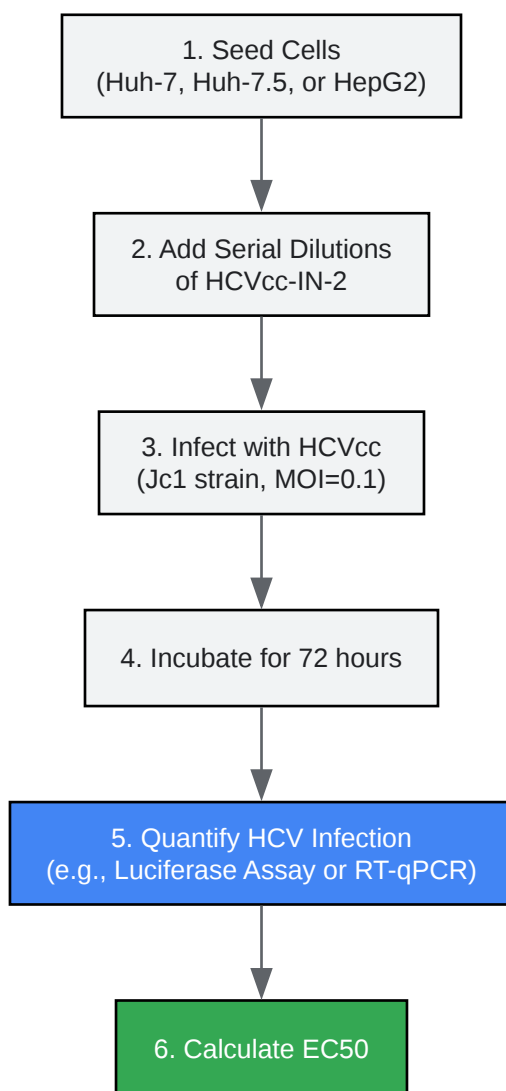 1. Seed Cells
(Huh-7, Huh-7.5, or HepG2)
2. Add Serial Dilutions
of HCVcc-IN-2
3. Infect with HCVcc
(Jc1 strain, MOI=0.1)
4. Incubate for 72 hours
5. Quantify HCV Infection
(e.g., Luciferase Assay or RT-qPCR)
6. Calculate EC50